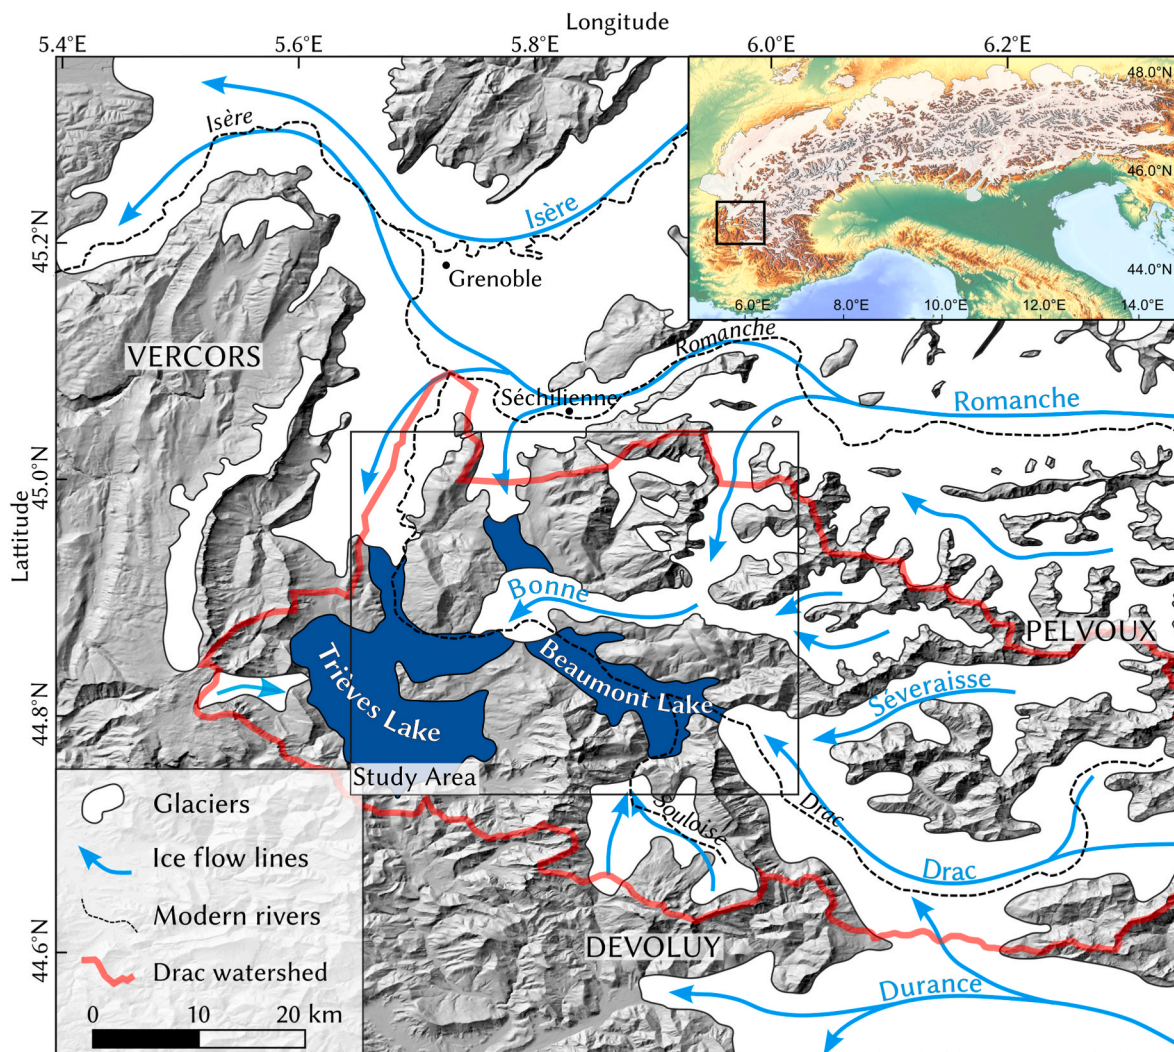 Longitude
5.4°E
5.6°E
5.8°E
6.0°E
6.2°E
48.0°N
46.0°N
44.0°N
6.0°E
8.0°E
10.0°E
12.0°E
14.0°E
Isère
Isère
45.2°N
Grenoble
VERCORS
Romanche
Séchilienne
Romanche
45.0°N
Lattitude
Bonne
PELVOUX
Trièves Lake
Beaumont Lake
Séveraisse
44.8°N
Study Area
Souloise
Drac
Drac
44.6°N
DEVOLUY
Durance
Glaciers
Ice flow lines
Modern rivers
Drac watershed
0 10 20 km